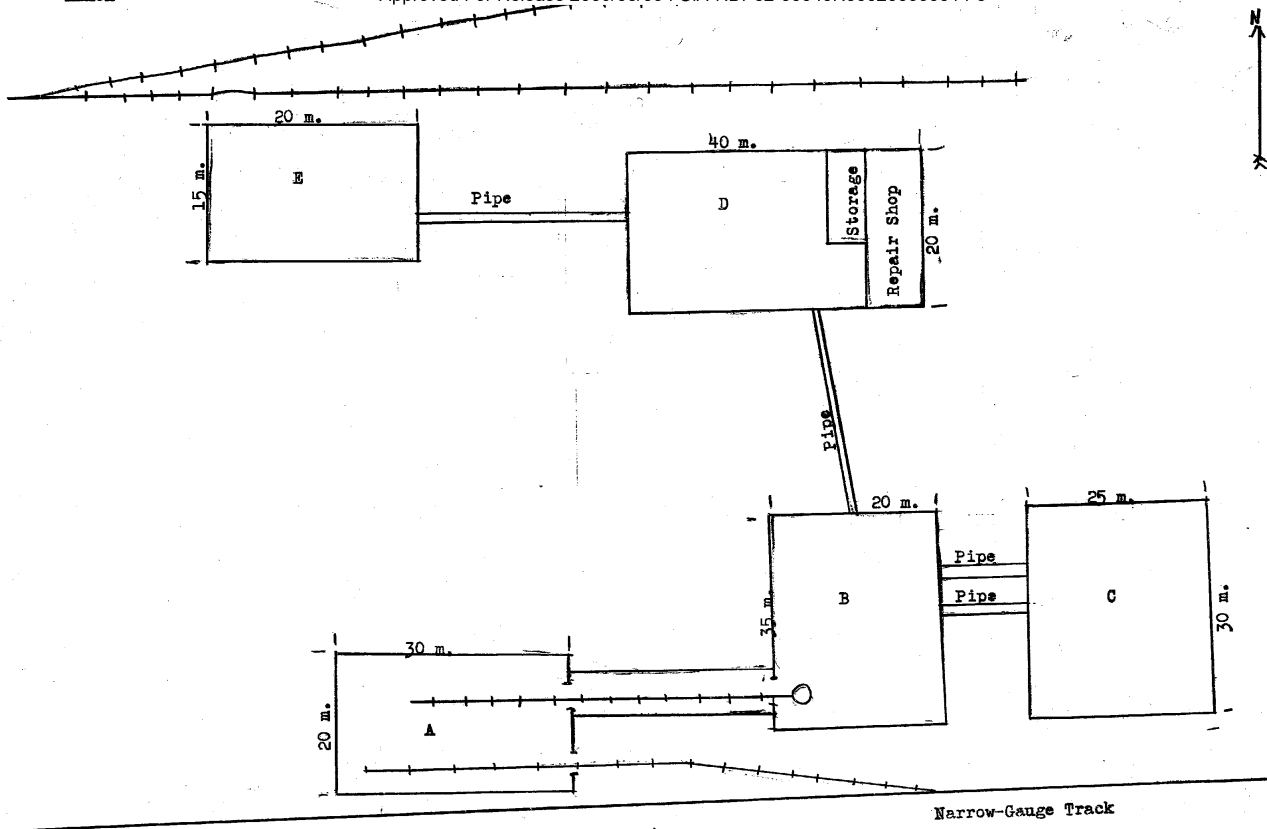 N
20 m.
15 m.
E
Pipe
40 m.
D
Storage
Repair Shop
20 m.
Pipe
20 m.
35 m.
B
Pipe
Pipe
25 m.
C
30 m.
30 m.
20 m.
A
Narrow-Gauge Track